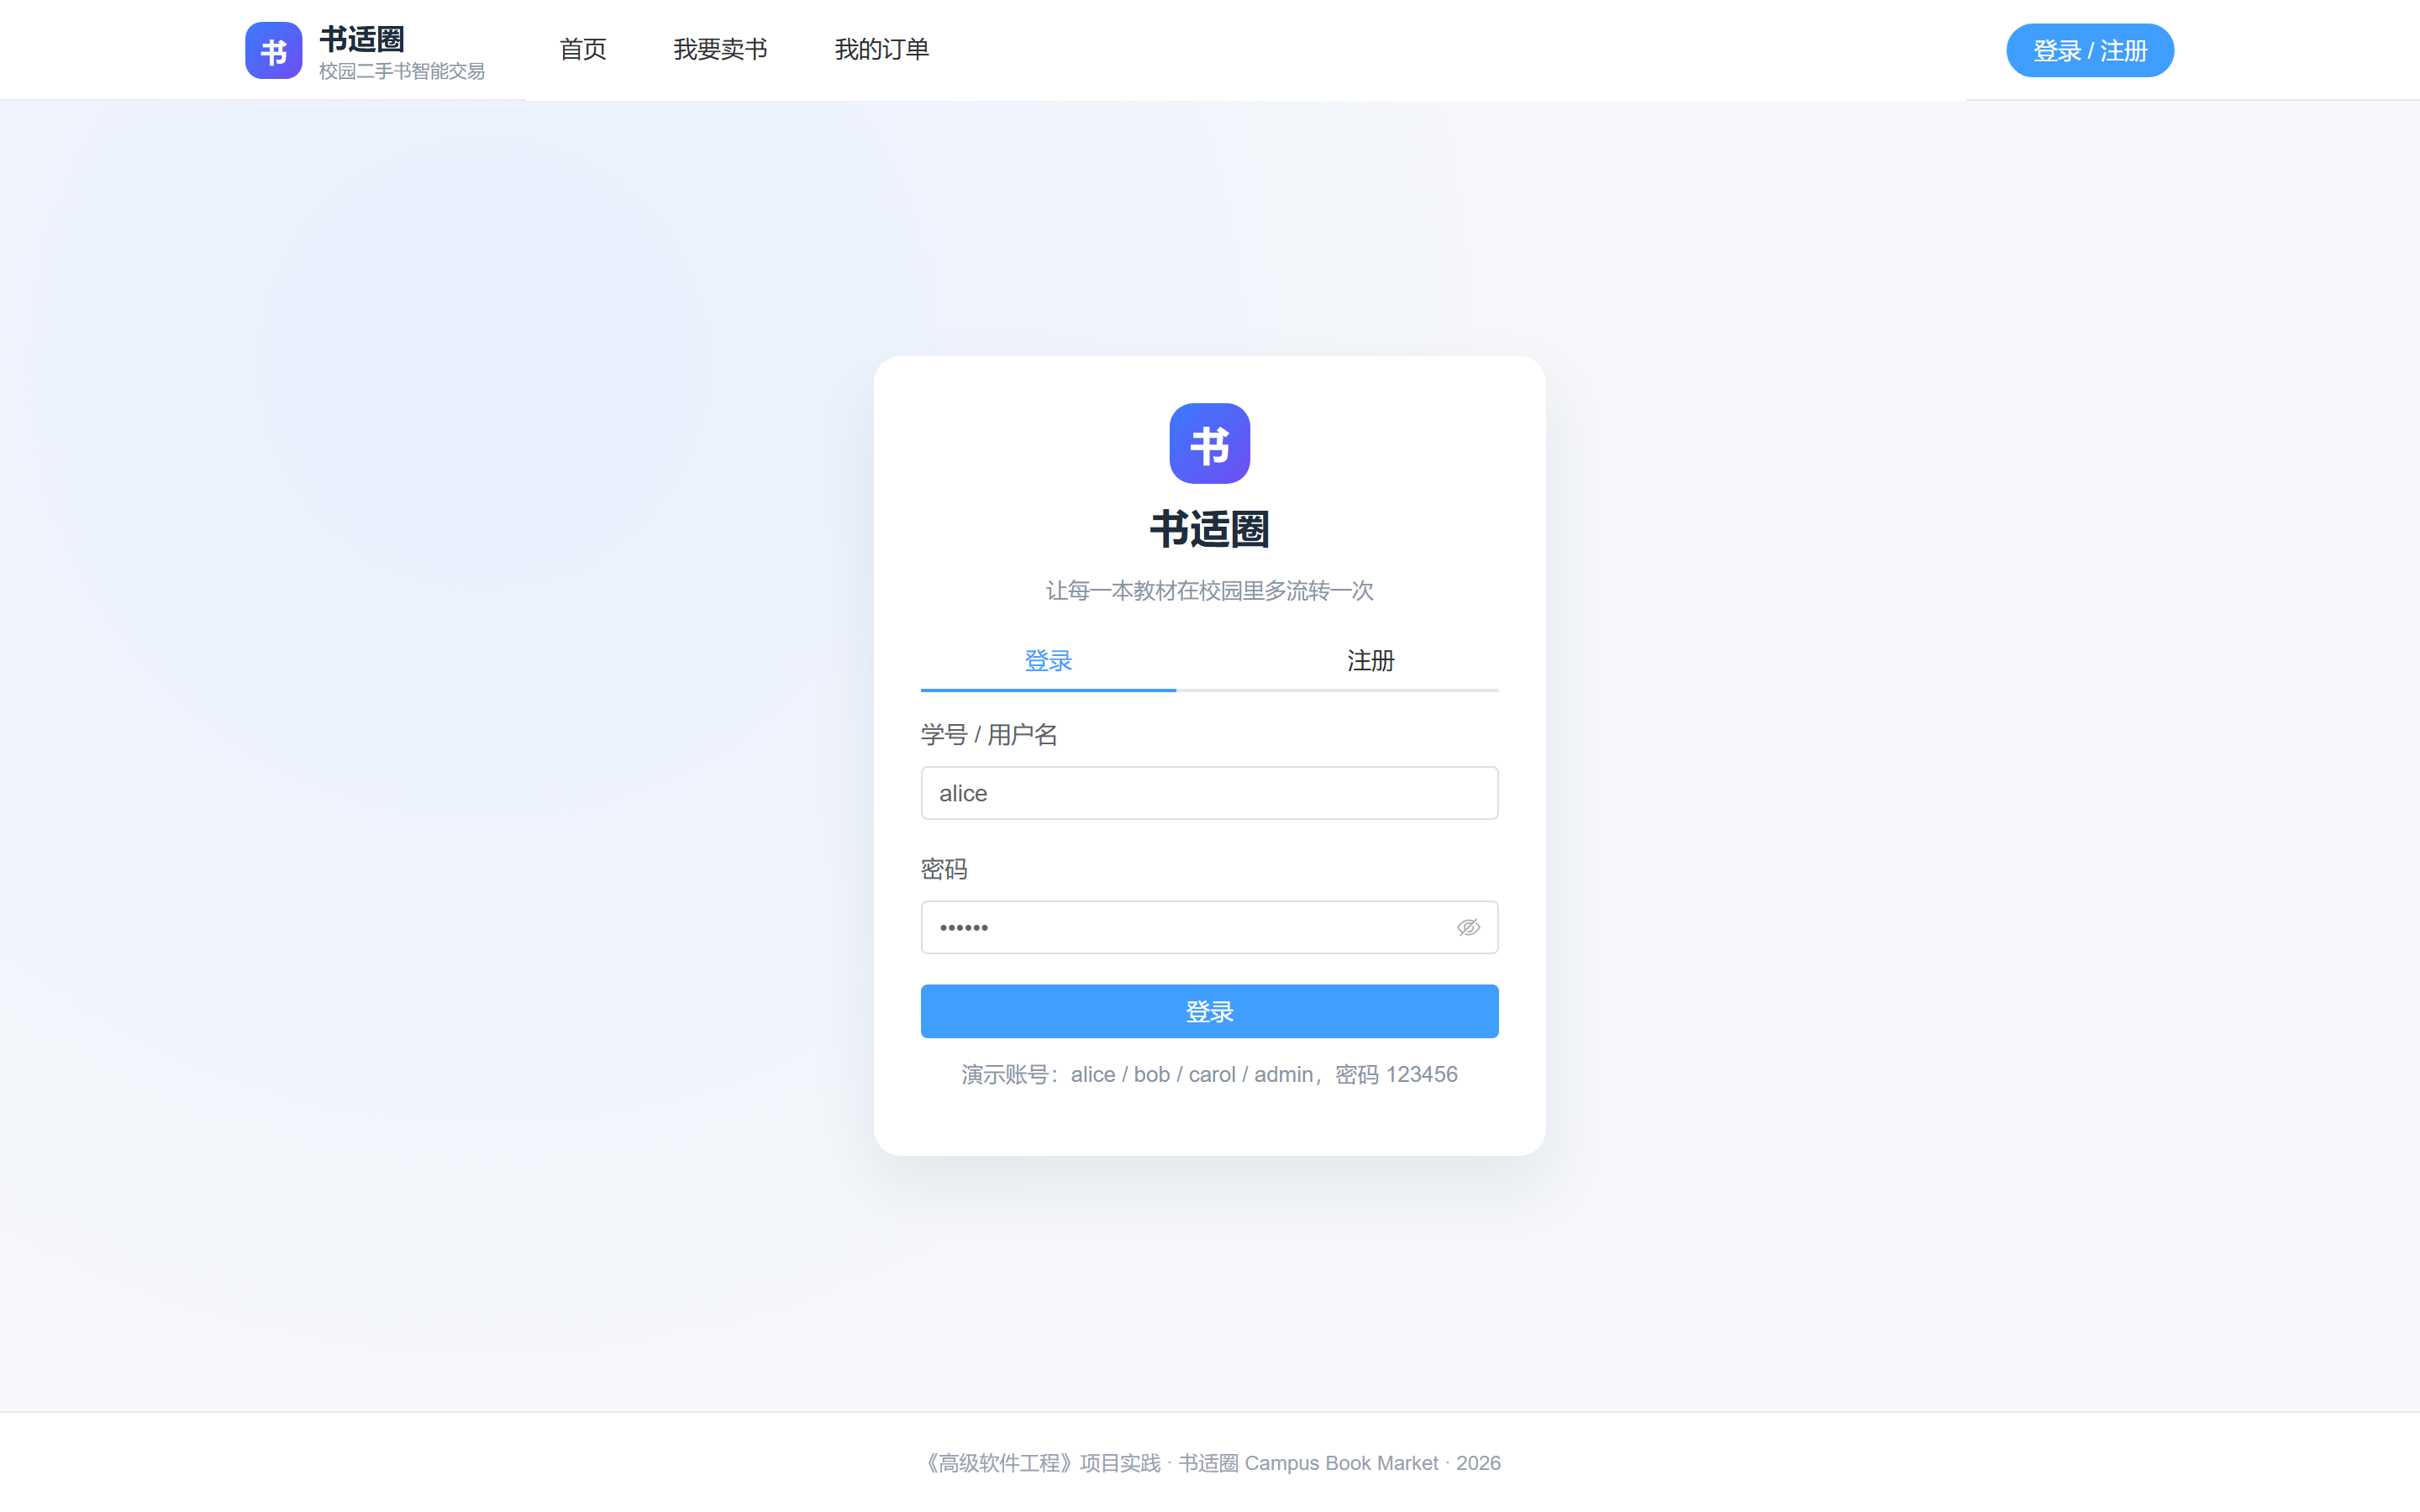 书
书适圈
校园二手书智能交易
首页
我要卖书
我的订单
登录 / 注册
书
书适圈
让每一本教材在校园里多流转一次
登录
注册
学号 / 用户名
alice
密码
••••••
登录
演示账号：alice / bob / carol / admin，密码 123456
《高级软件工程》项目实践 · 书适圈 Campus Book Market · 2026